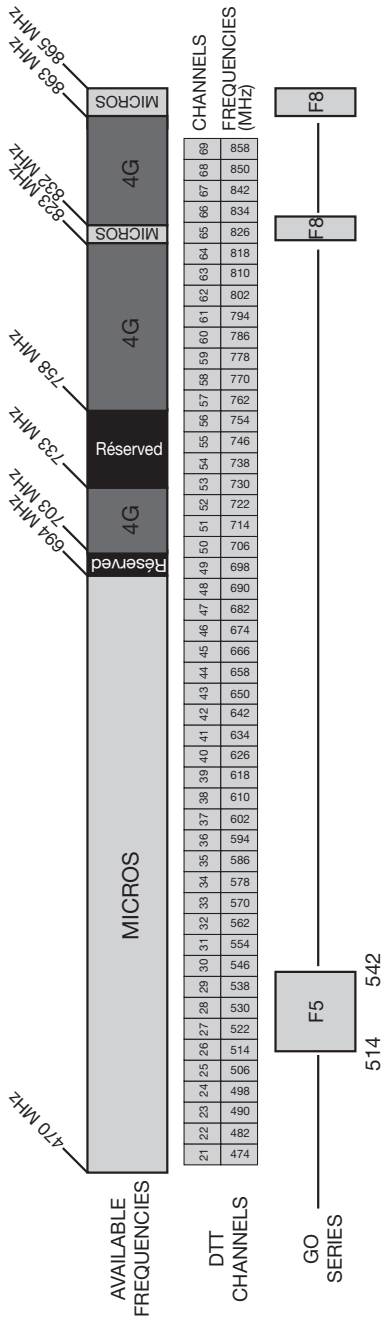 470 MHz 694 MHz 703 MHz 733 MHz 758 MHz 823 MHz 832 MHz 863 MHz 865 MHz
AVAILABLE
FREQUENCIES
MICROS Réserved 4G Réserved 4G MICROS 4G MICROS
DTT
CHANNELS
21 22 23 24 25 26 27 28 29 30 31 32 33 34 35 36 37 38 39 40 41 42 43 44 45 46 47 48 49 50 51 52 53 54 55 56 57 58 59 60 61 62 63 64 65 66 67 68 69 CHANNELS
474 482 490 498 506 514 522 530 538 546 554 562 570 578 586 594 602 610 618 626 634 642 650 658 666 674 682 690 698 706 714 722 730 738 746 754 762 770 778 786 794 802 810 818 826 834 842 850 858 FREQUENCIES
(MHz)
GO
SERIES
F5 F8 F8
514 542